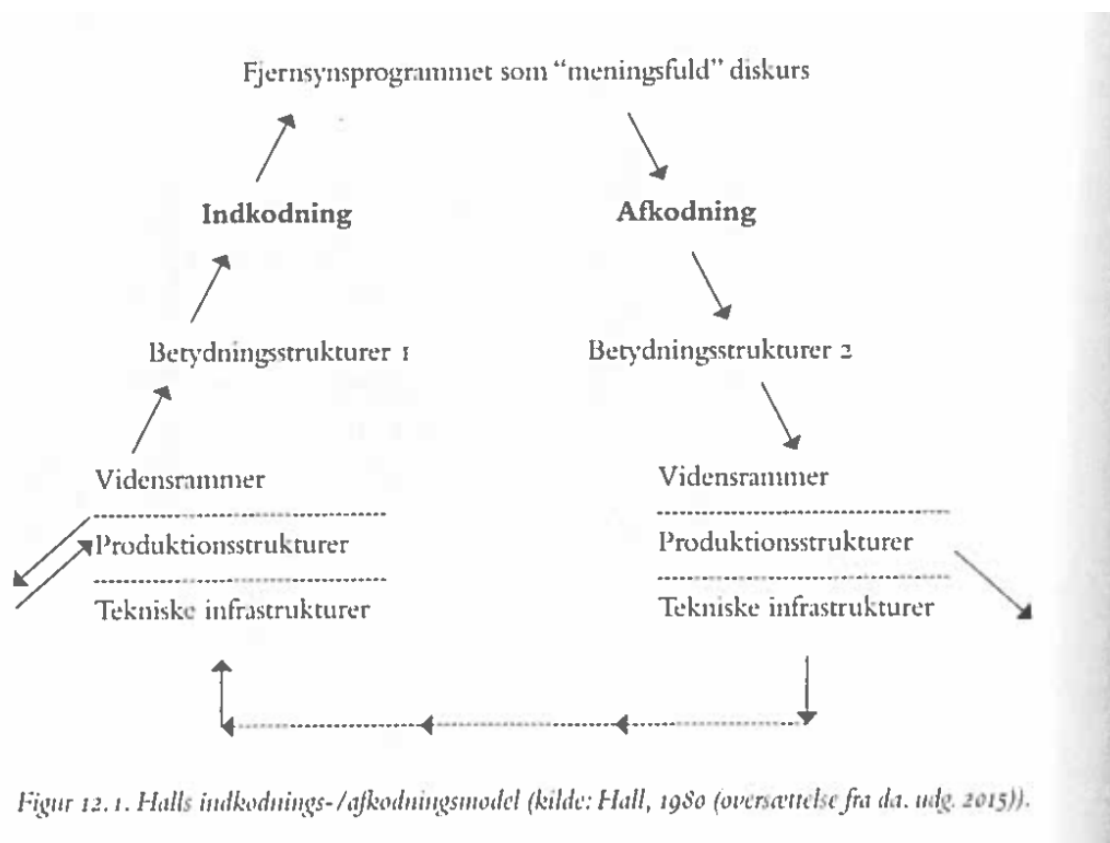 Fjernsynsprogrammet som “meningsfuld” diskurs
Indkodning
Afkodning
Betydningsstrukturer 1
Betydningsstrukturer 2
Vidensrammer
Produktionsstrukturer
Tekniske infrastrukturer
Vidensrammer
Produktionsstrukturer
Tekniske infrastrukturer
Figur 12.1. Halls indkodnings-/afkodningsmodel (kilde: Hall, 1980 (oversættelse fra da. udg. 2015)).